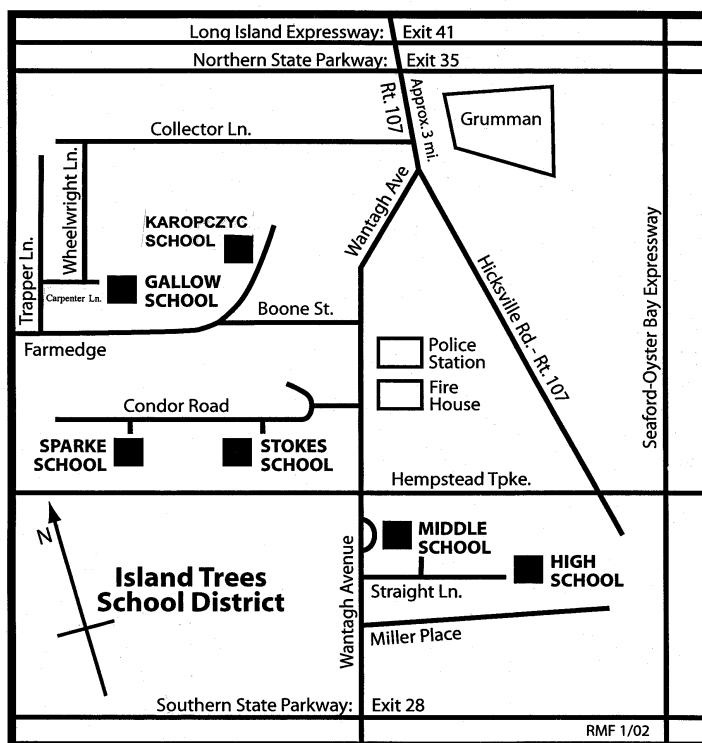 Long Island Expressway: Exit 41
Northern State Parkway: Exit 35
Rt. 107
Approx. 3 mi.
Grumman
Collector Ln.
Wantagh Ave
Trapper Ln.
Wheelwright Ln.
KAROPCZYC
SCHOOL
Carpenter Ln.
GALLOW
SCHOOL
Boone St.
Farmedge
Hicksville Rd. - Rt. 107
Seaford-Oyster Bay Expressway
Police
Station
Fire
House
Condor Road
SPARKE
SCHOOL
STOKES
SCHOOL
Hempstead Tpke.
N
Island Trees
School District
Wantagh Avenue
MIDDLE
SCHOOL
HIGH
SCHOOL
Straight Ln.
Miller Place
Southern State Parkway: Exit 28
RMF 1/02